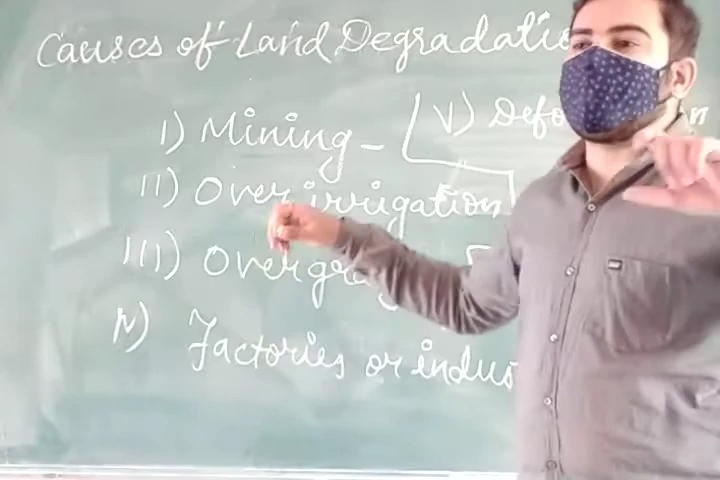 Causes of Land Degradatio
I) Mining - V) Defo n
II) Over irrigation
III) Overgra
IV) Factories or indus